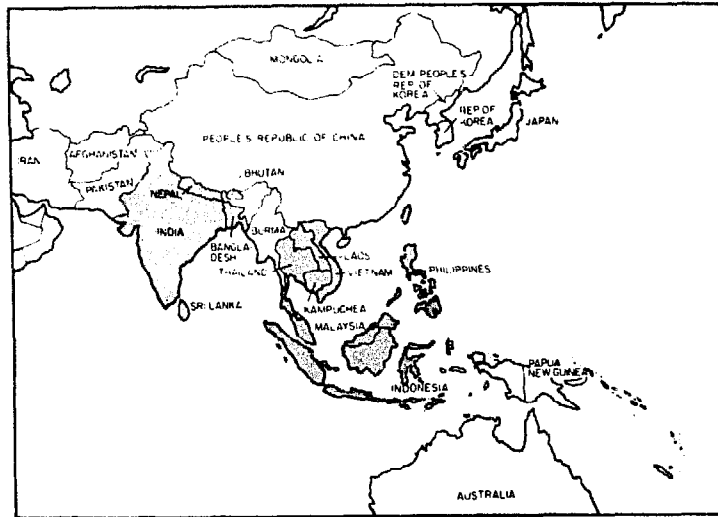 MONGOLIA
DEM PEOPLE'S
REP OF
KOREA
REP OF
KOREA
JAPAN
PEOPLE'S REPUBLIC OF CHINA
IRAN
AFGHANISTAN
PAKISTAN
NEPAL
BHUTAN
INDIA
BANGLA-
DESH
BURMA
THAILAND
LAOS
VIETNAM
KAMPUCHEA
PHILIPPINES
SRI LANKA
MALAYSIA
INDONESIA
PAPUA
NEW GUINEA
AUSTRALIA